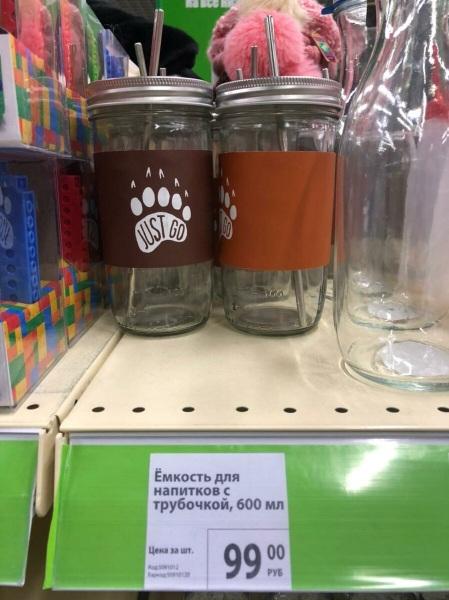 JUST GO
Ёмкость для
напитков с
трубочкой, 600 мл
Цена за шт.
99 00
РУБ